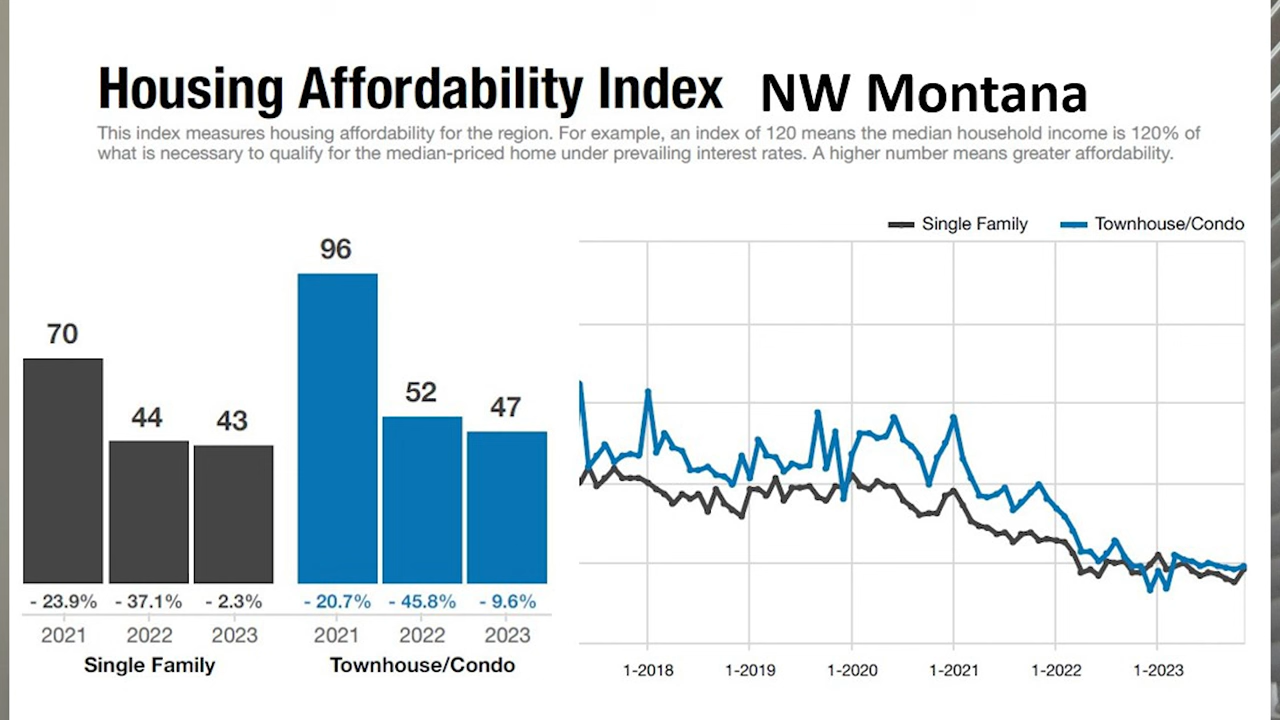 Housing Affordability Index NW Montana
This index measures housing affordability for the region. For example, an index of 120 means the median household income is 120% of
what is necessary to qualify for the median-priced home under prevailing interest rates. A higher number means greater affordability.
Single Family Townhouse/Condo
96
70
52
47
44
43
- 23.9% - 37.1% - 2.3% - 20.7% - 45.8% - 9.6%
2021 2022 2023 2021 2022 2023
Single Family Townhouse/Condo
1-2018 1-2019 1-2020 1-2021 1-2022 1-2023